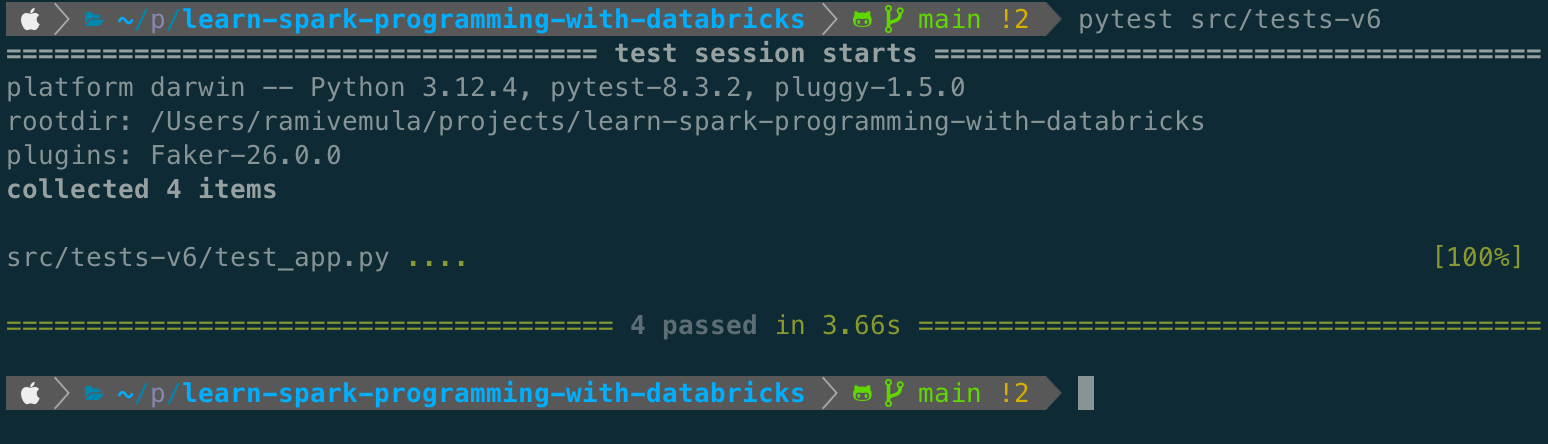 ~/p/learn-spark-programming-with-databricks main !2 pytest src/tests-v6
===================================== test session starts ======================================
platform darwin -- Python 3.12.4, pytest-8.3.2, pluggy-1.5.0
rootdir: /Users/ramivemula/projects/learn-spark-programming-with-databricks
plugins: Faker-26.0.0
collected 4 items
src/tests-v6/test_app.py .... [100%]
====================================== 4 passed in 3.66s =======================================
~/p/learn-spark-programming-with-databricks main !2